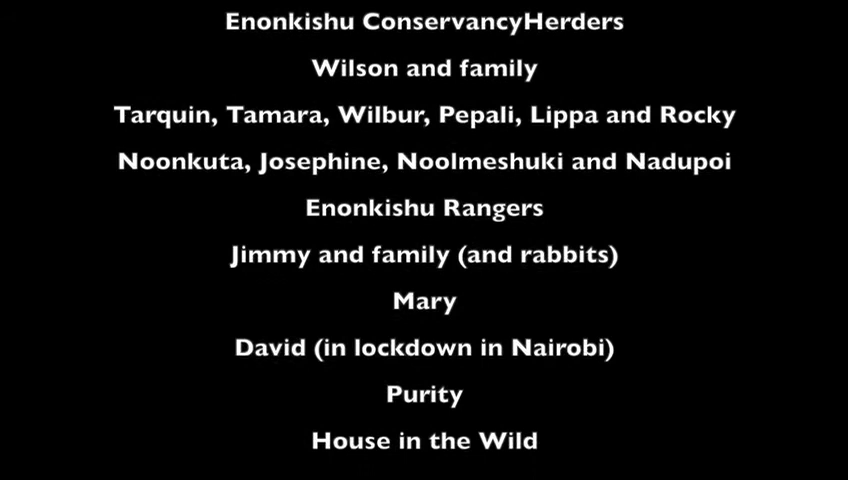 Enonkishu ConservancyHerders
Wilson and family
Tarquin, Tamara, Wilbur, Pepali, Lippa and Rocky
Noonkuta, Josephine, Noolmeshuki and Nadupoi
Enonkishu Rangers
Jimmy and family (and rabbits)
Mary
David (in lockdown in Nairobi)
Purity
House in the Wild